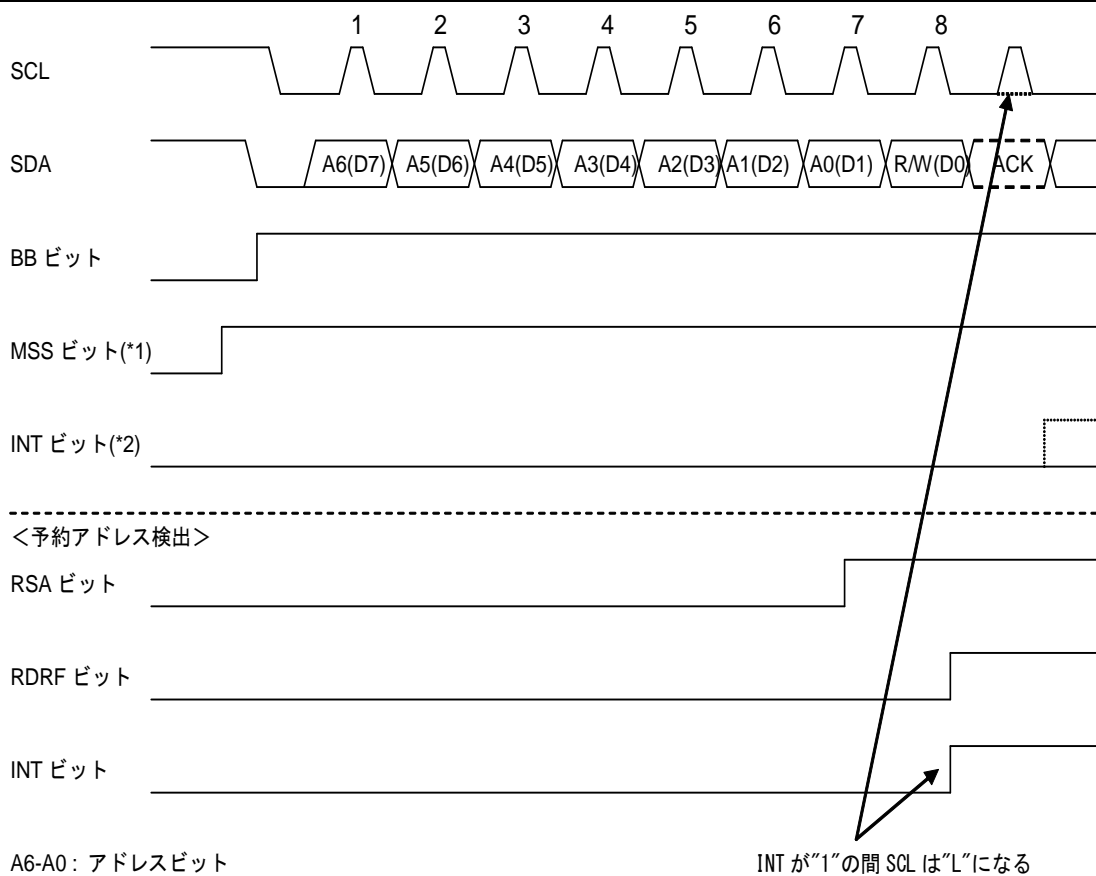 1 2 3 4 5 6 7 8
SCL
SDA A6(D7) A5(D6) A4(D5) A3(D4) A2(D3) A1(D2) A0(D1) R/W(D0) ACK
BB ビット
MSS ビット(*1)
INT ビット(*2)
＜予約アドレス検出＞
RSA ビット
RDRF ビット
INT ビット
A6-A0 : アドレスビット
INT が"1"の間 SCL は"L"になる